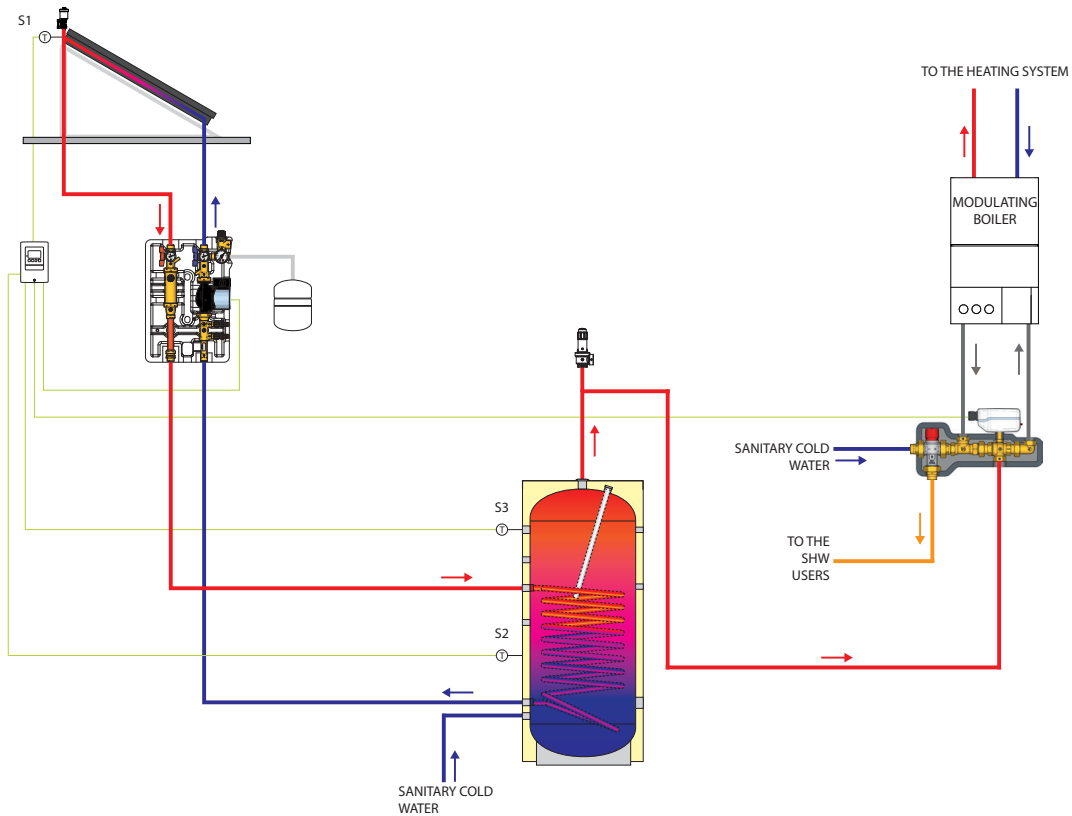 S1
T
TO THE HEATING SYSTEM
MODULATING
BOILER
SANITARY COLD
WATER
S3
T
TO THE
SHW
USERS
S2
T
SANITARY COLD
WATER